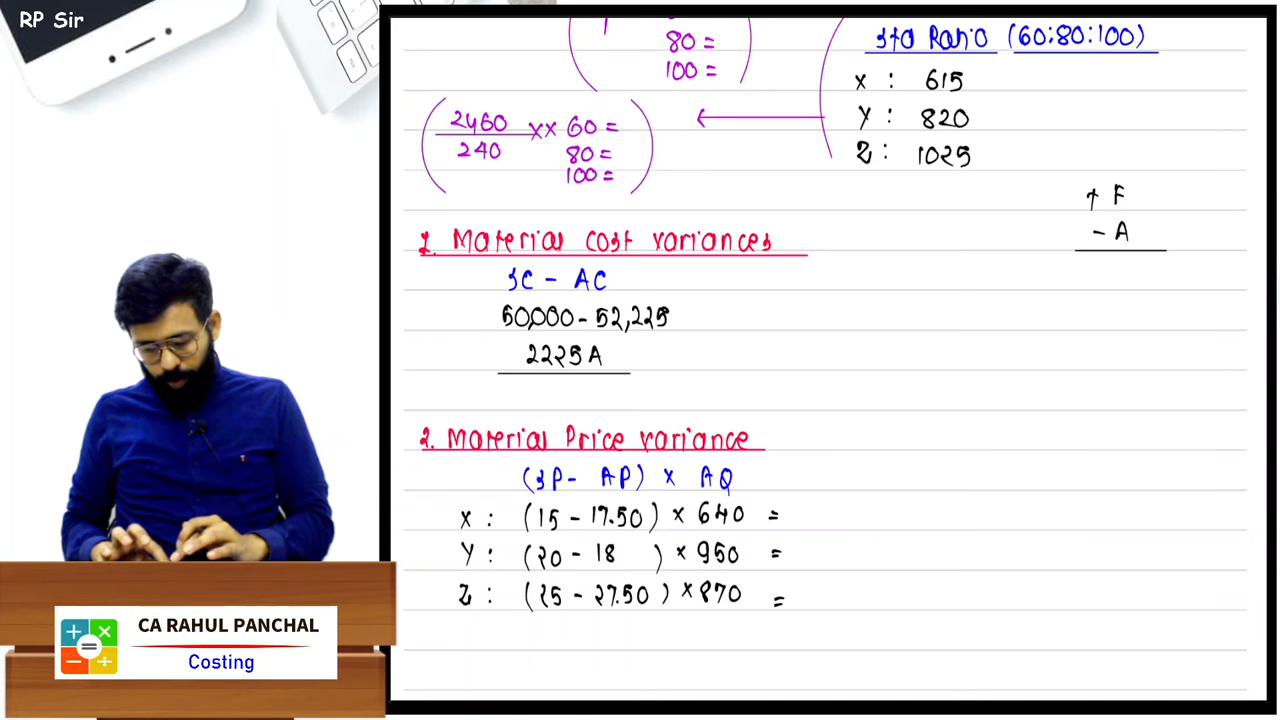 RP Sir
80 =
100 =
Std Ratio (60:80:100)
X : 615
Y : 820
Z : 1025
2460
240
×× 60 =
80 =
100 =
+ F
- A
1. Material Cost variances
SC - AC
50,000 - 52,225
2225 A
2. Material Price variance
(SP - AP) × AQ
X : (15 - 17.50) × 640 =
Y : (20 - 18 ) × 950 =
Z : (25 - 27.50) × 870 =
CA RAHUL PANCHAL
Costing